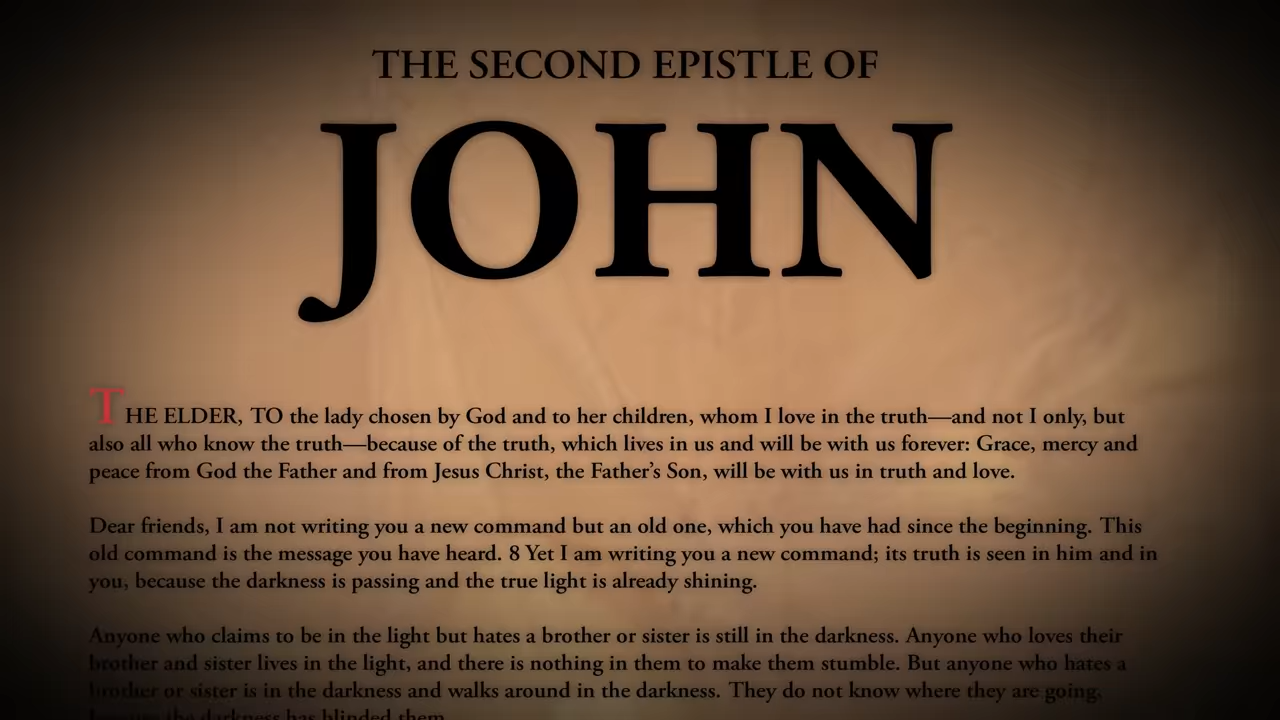 THE SECOND EPISTLE OF
JOHN
THE ELDER, TO the lady chosen by God and to her children, whom I love in the truth—and not I only, but
also all who know the truth—because of the truth, which lives in us and will be with us forever: Grace, mercy and
peace from God the Father and from Jesus Christ, the Father’s Son, will be with us in truth and love.
Dear friends, I am not writing you a new command but an old one, which you have had since the beginning. This
old command is the message you have heard. 8 Yet I am writing you a new command; its truth is seen in him and in
you, because the darkness is passing and the true light is already shining.
Anyone who claims to be in the light but hates a brother or sister is still in the darkness. Anyone who loves their
brother and sister lives in the light, and there is nothing in them to make them stumble. But anyone who hates a
brother or sister is in the darkness and walks around in the darkness. They do not know where they are going,
because the darkness has blinded them.